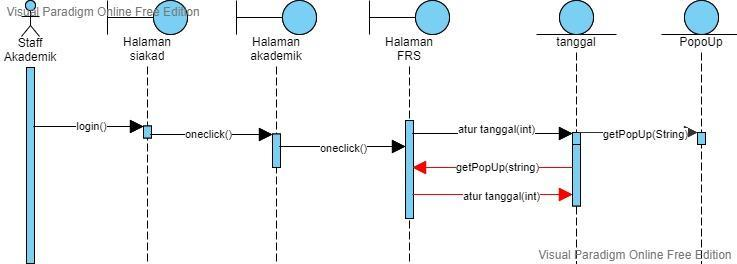 Visual Paradigm Online Free Edition
Staff
Akademik
Halaman
siakad
Halaman
akademik
Halaman
FRS
tanggal
PopoUp
login()
oneclick()
oneclick()
atur tanggal(int)
getPopUp(String)
getPopUp(string)
atur tanggal(int)
Visual Paradigm Online Free Edition